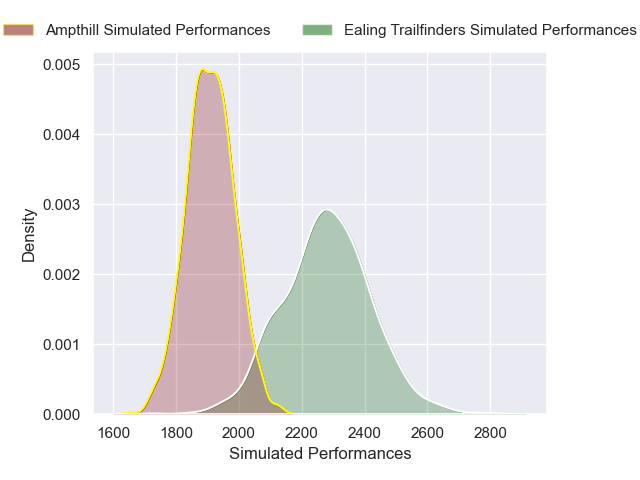 Ampthill Simulated Performances Ealing Trailfinders Simulated Performances
0.005
0.004
0.003
0.002
0.001
0.000
Density
1600 1800 2000 2200 2400 2600 2800
Simulated Performances